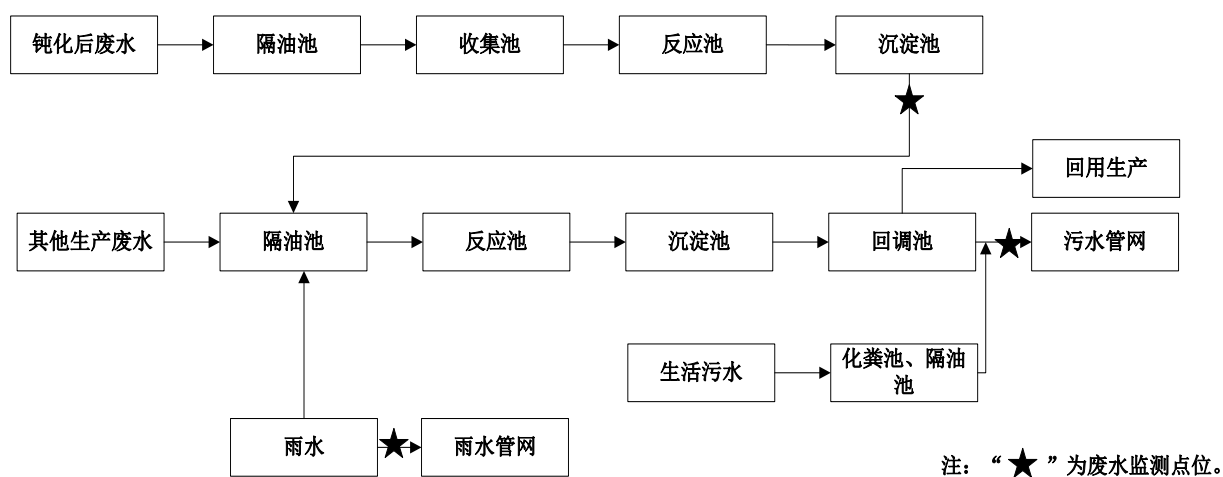 钝化后废水
隔油池
收集池
反应池
沉淀池
回用生产
其他生产废水
隔油池
反应池
沉淀池
回调池
污水管网
生活污水
化粪池、隔油
池
雨水
雨水管网
注：“★”为废水监测点位。